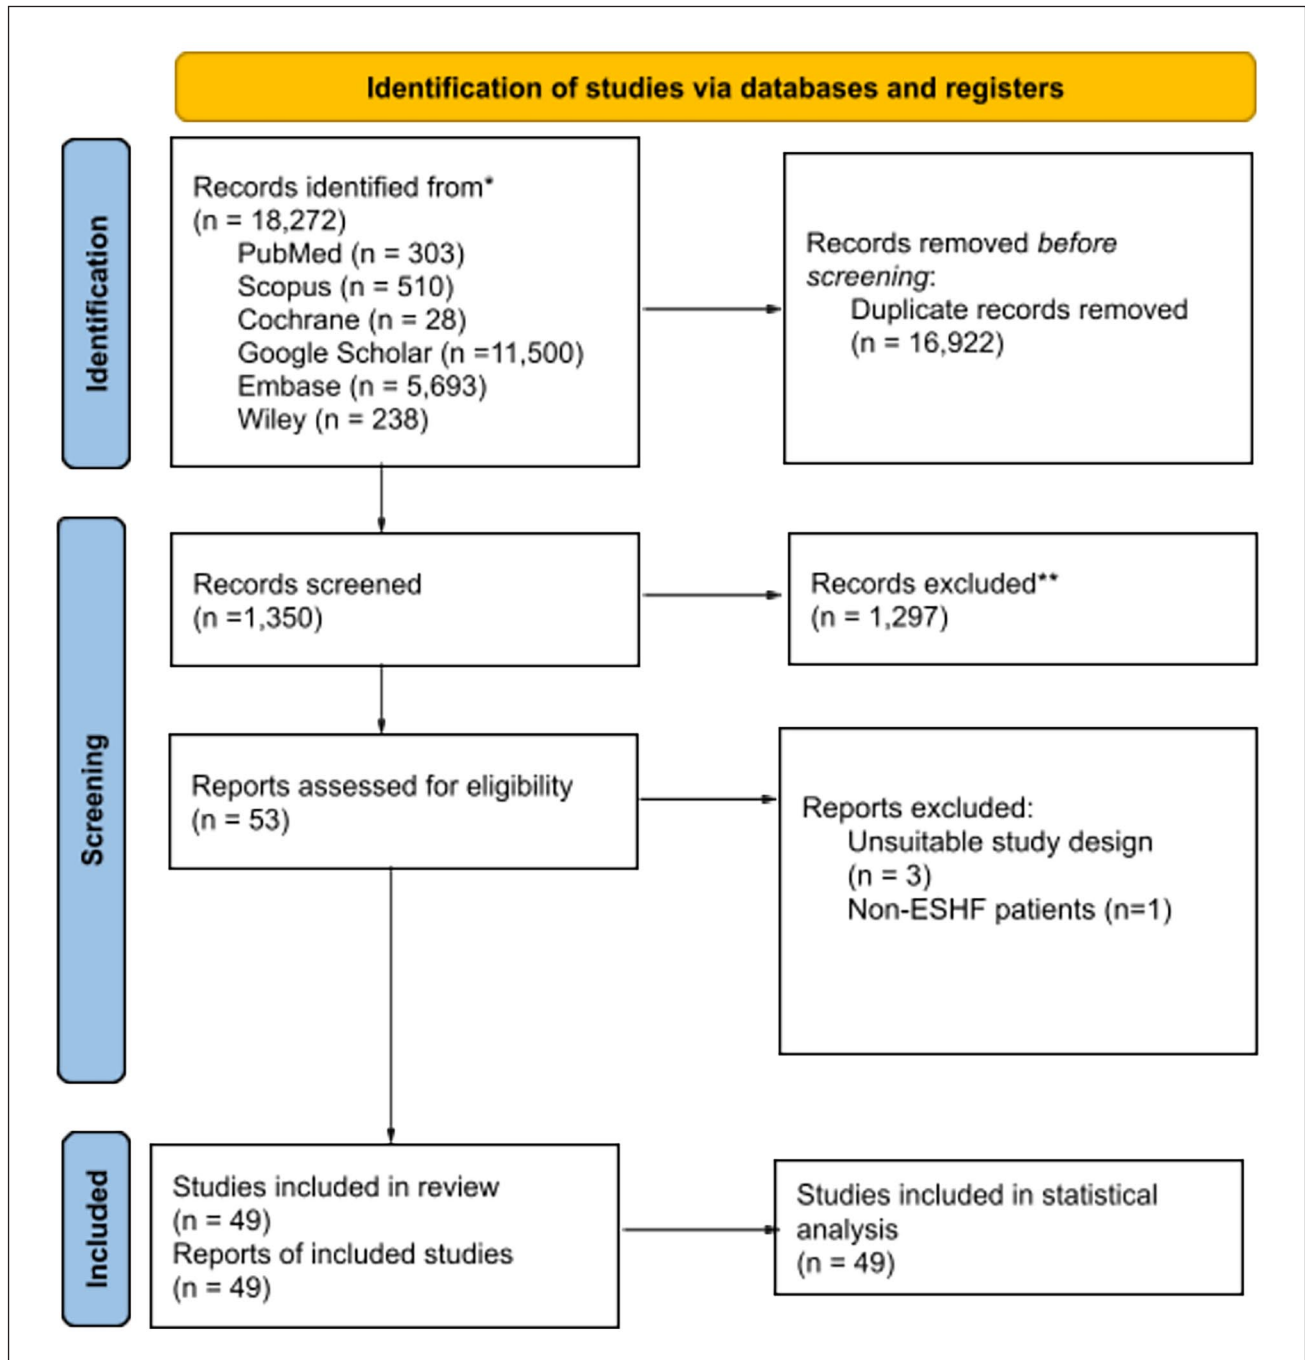 Identification of studies via databases and registers
Identification
Records identified from*
(n = 18,272)
PubMed (n = 303)
Scopus (n = 510)
Cochrane (n = 28)
Google Scholar (n =11,500)
Embase (n = 5,693)
Wiley (n = 238)
Records removed before
screening:
Duplicate records removed
(n = 16,922)
Screening
Records screened
(n =1,350)
Records excluded**
(n = 1,297)
Reports assessed for eligibility
(n = 53)
Reports excluded:
Unsuitable study design
(n = 3)
Non-ESHF patients (n=1)
Included
Studies included in review
(n = 49)
Reports of included studies
(n = 49)
Studies included in statistical
analysis
(n = 49)